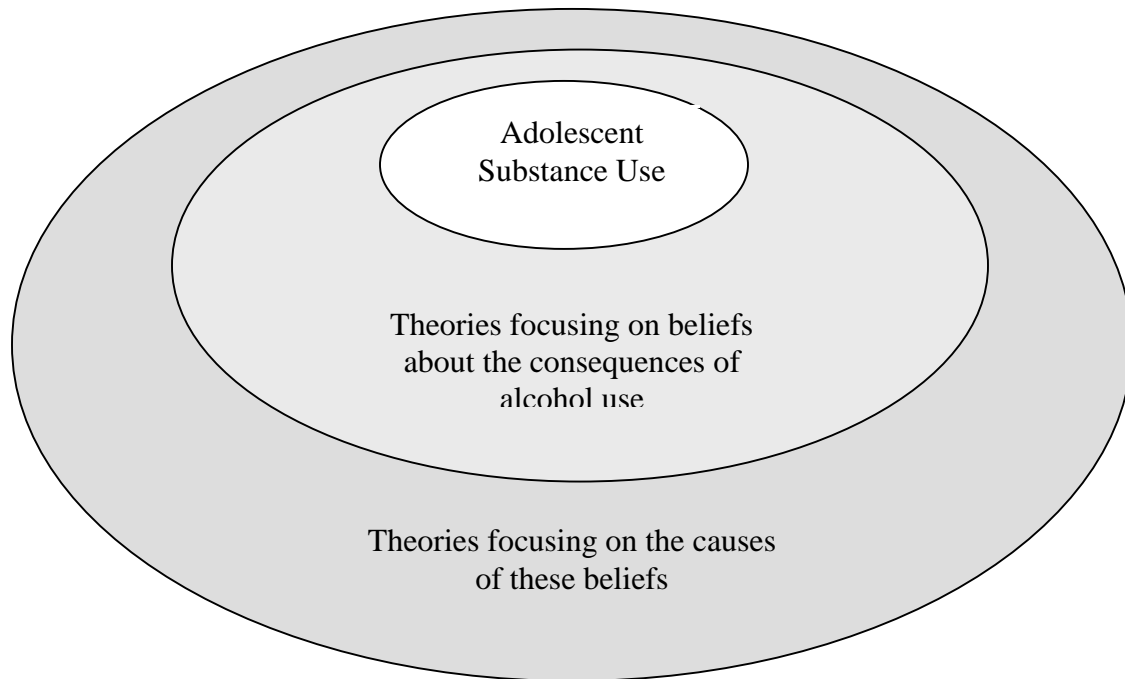 Adolescent
Substance Use
Theories focusing on beliefs
about the consequences of
alcohol use
Theories focusing on the causes
of these beliefs